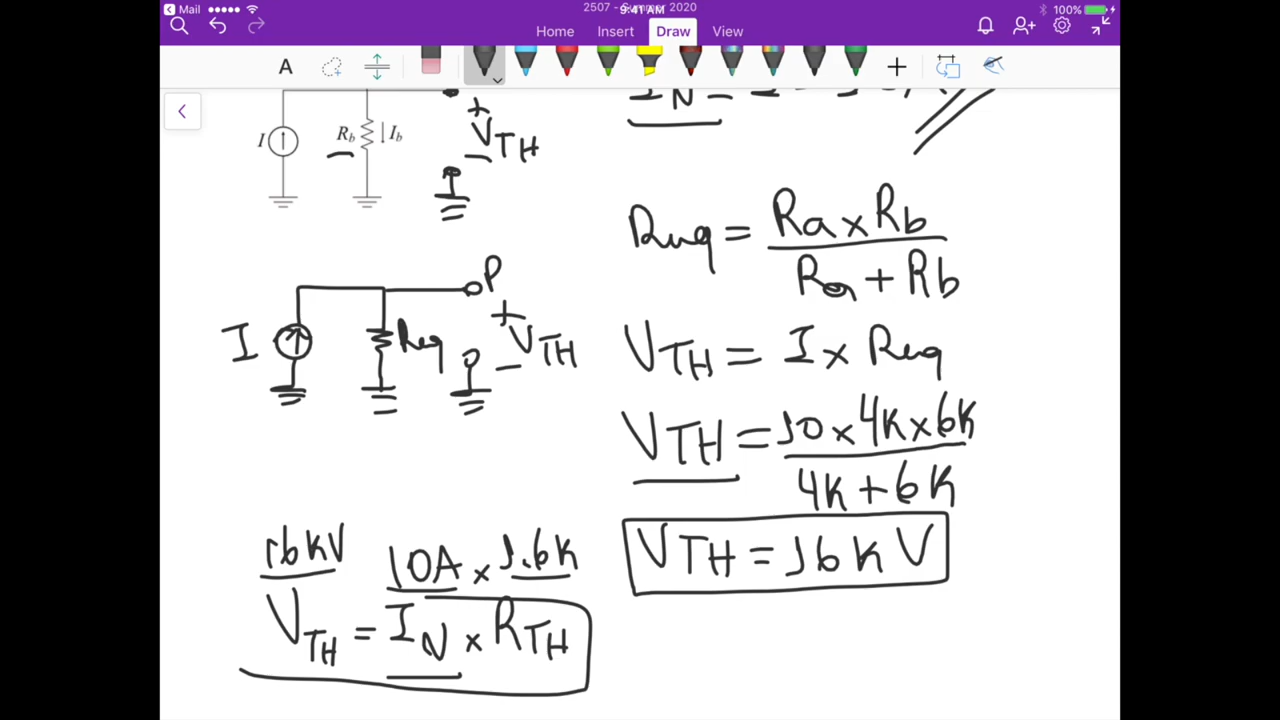 Mail
9:41 AM
100%
2507 - S 2020
Home Insert Draw View
A
I
Rb Ib
+
VTH
−
IN =
Req = Ra x Rb
Ra + Rb
P
I Req
+
VTH
−
VTH = I x Req
VTH = 10 x 4k x 6k
4k + 6k
VTH = 16 k V
16kV 10A x 1.6k
VTH = IN x RTH